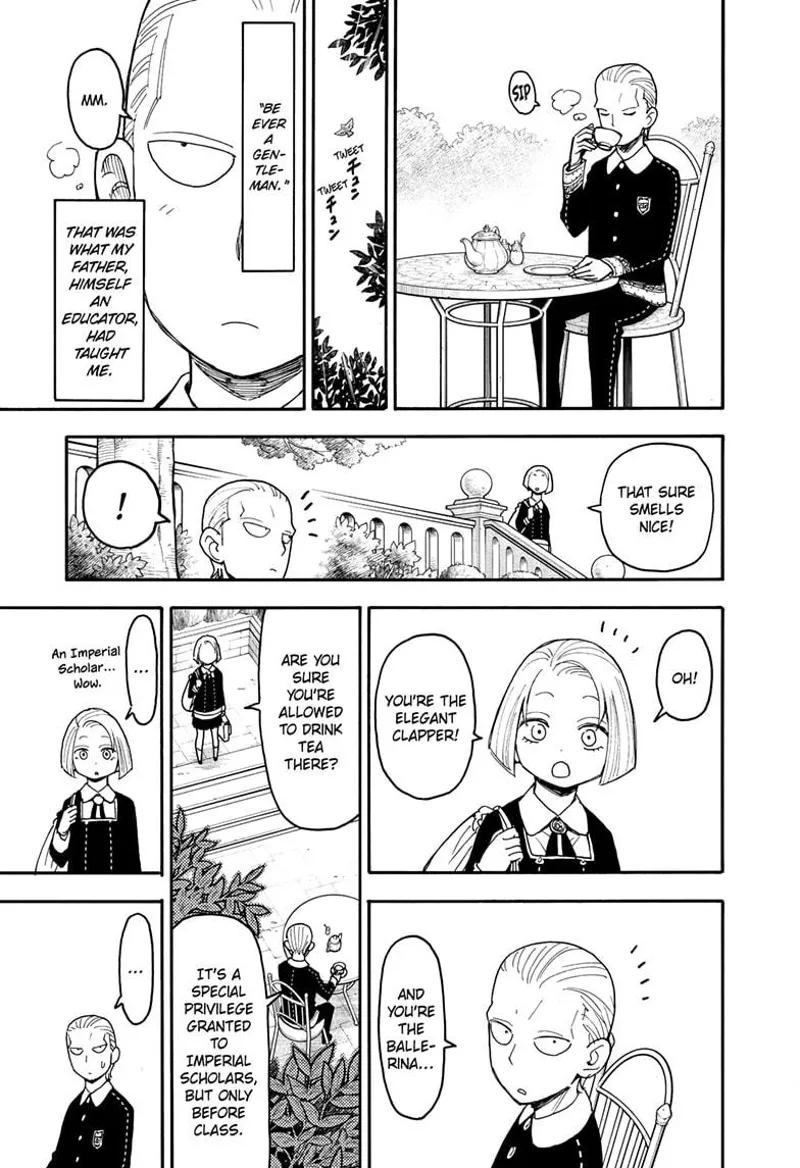 SIP
TWEET
チュン
TWEET
チュン
"BE
EVER
A
GEN-
TLE-
MAN."
MM.
THAT WAS
WHAT MY
FATHER,
HIMSELF
AN
EDUCATOR,
HAD
TAUGHT
ME.
THAT SURE
SMELLS
NICE!
!
OH!
YOU'RE THE
ELEGANT
CLAPPER!
AND
YOU'RE
THE
BALLE-
RINA...
ARE YOU
SURE
YOU'RE
ALLOWED
TO DRINK
TEA
THERE?
IT'S A
SPECIAL
PRIVILEGE
GRANTED
TO
IMPERIAL
SCHOLARS,
BUT ONLY
BEFORE
CLASS.
...
An Imperial
Scholar...
Wow.
...